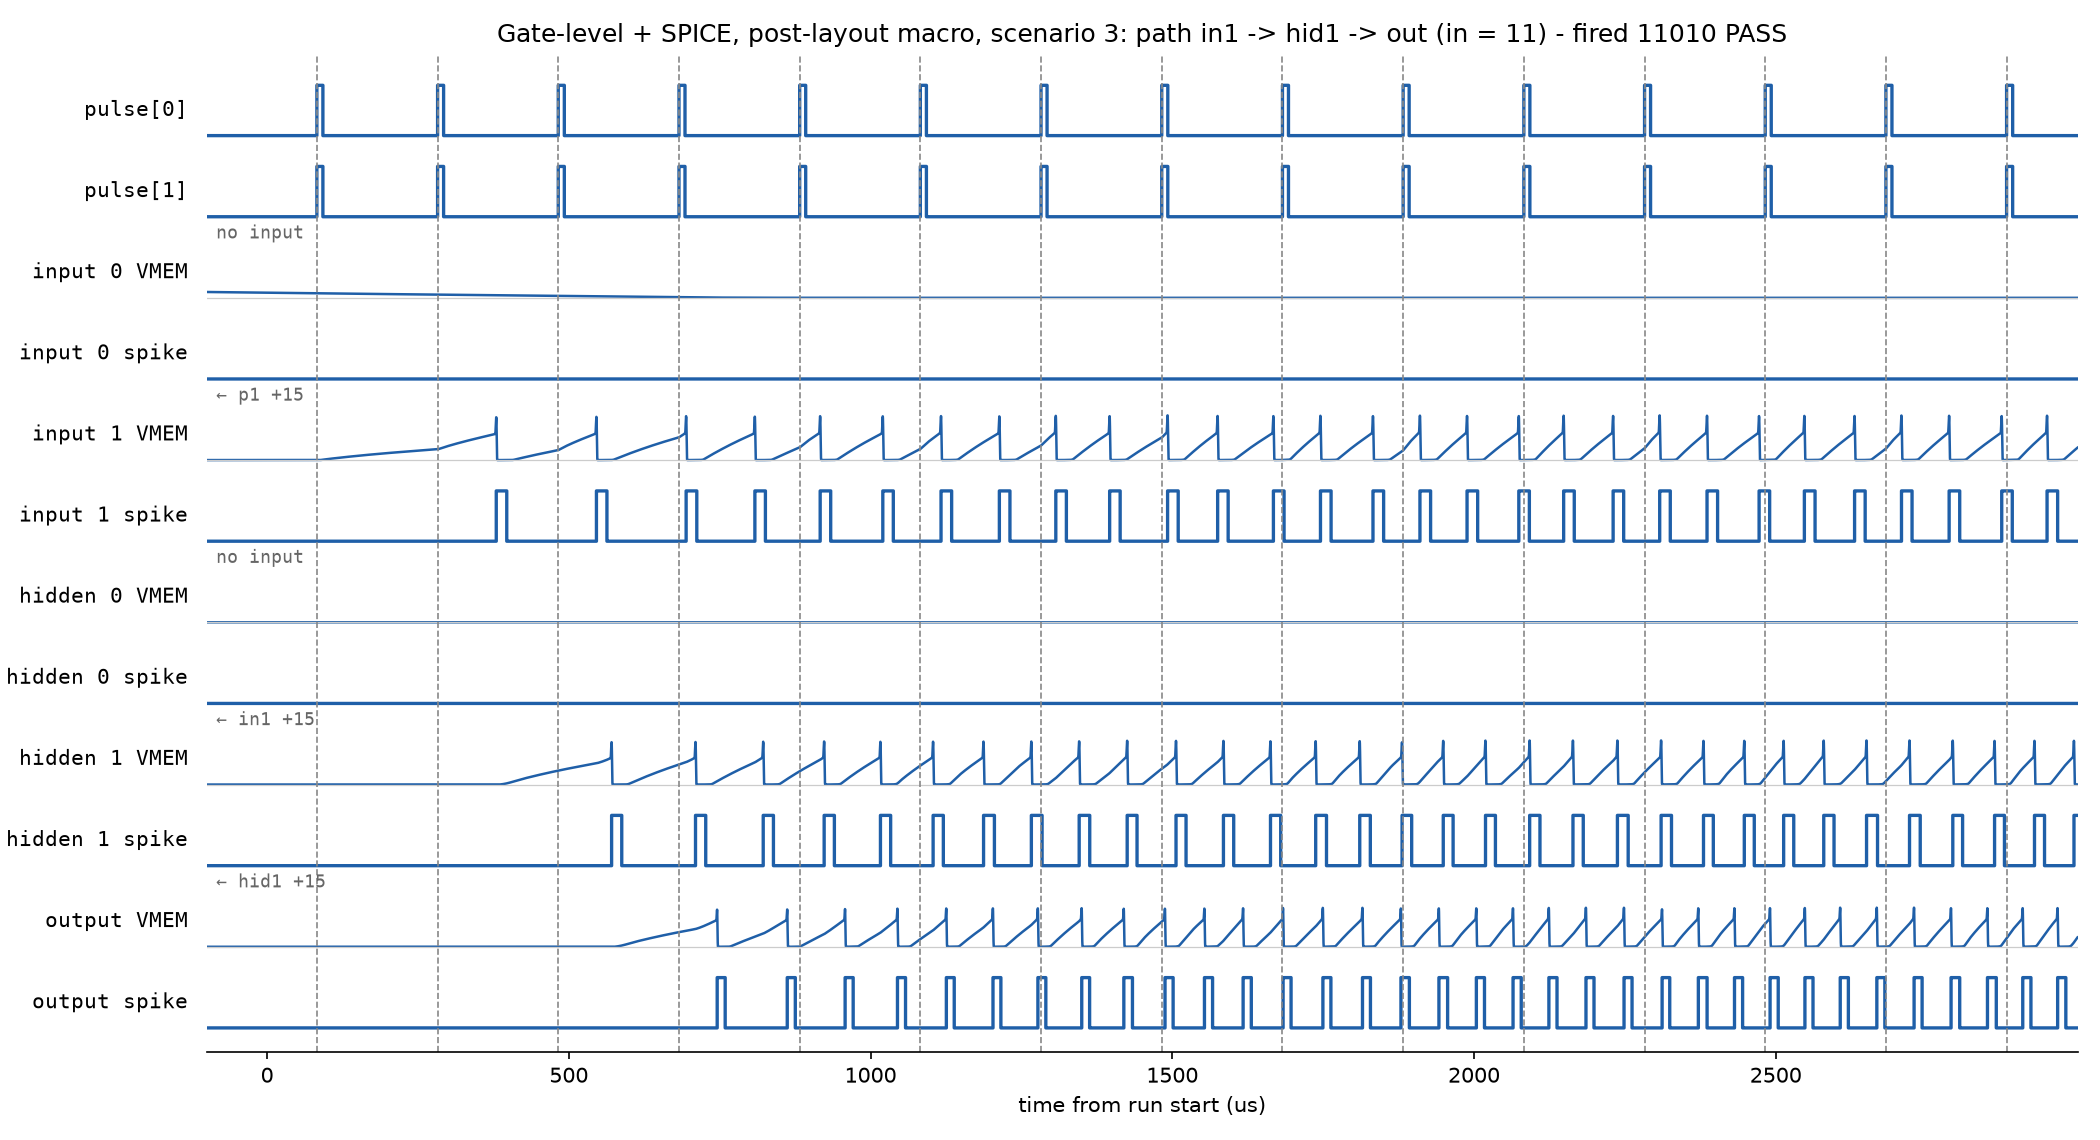 Gate-level + SPICE, post-layout macro, scenario 3: path in1 -> hid1 -> out (in = 11) - fired 11010 PASS
pulse[0]
pulse[1]
no input
input 0 VMEM
input 0 spike
← p1 +15
input 1 VMEM
input 1 spike
no input
hidden 0 VMEM
hidden 0 spike
← in1 +15
hidden 1 VMEM
hidden 1 spike
← hid1 +15
output VMEM
output spike
0 500 1000 1500 2000 2500
time from run start (us)